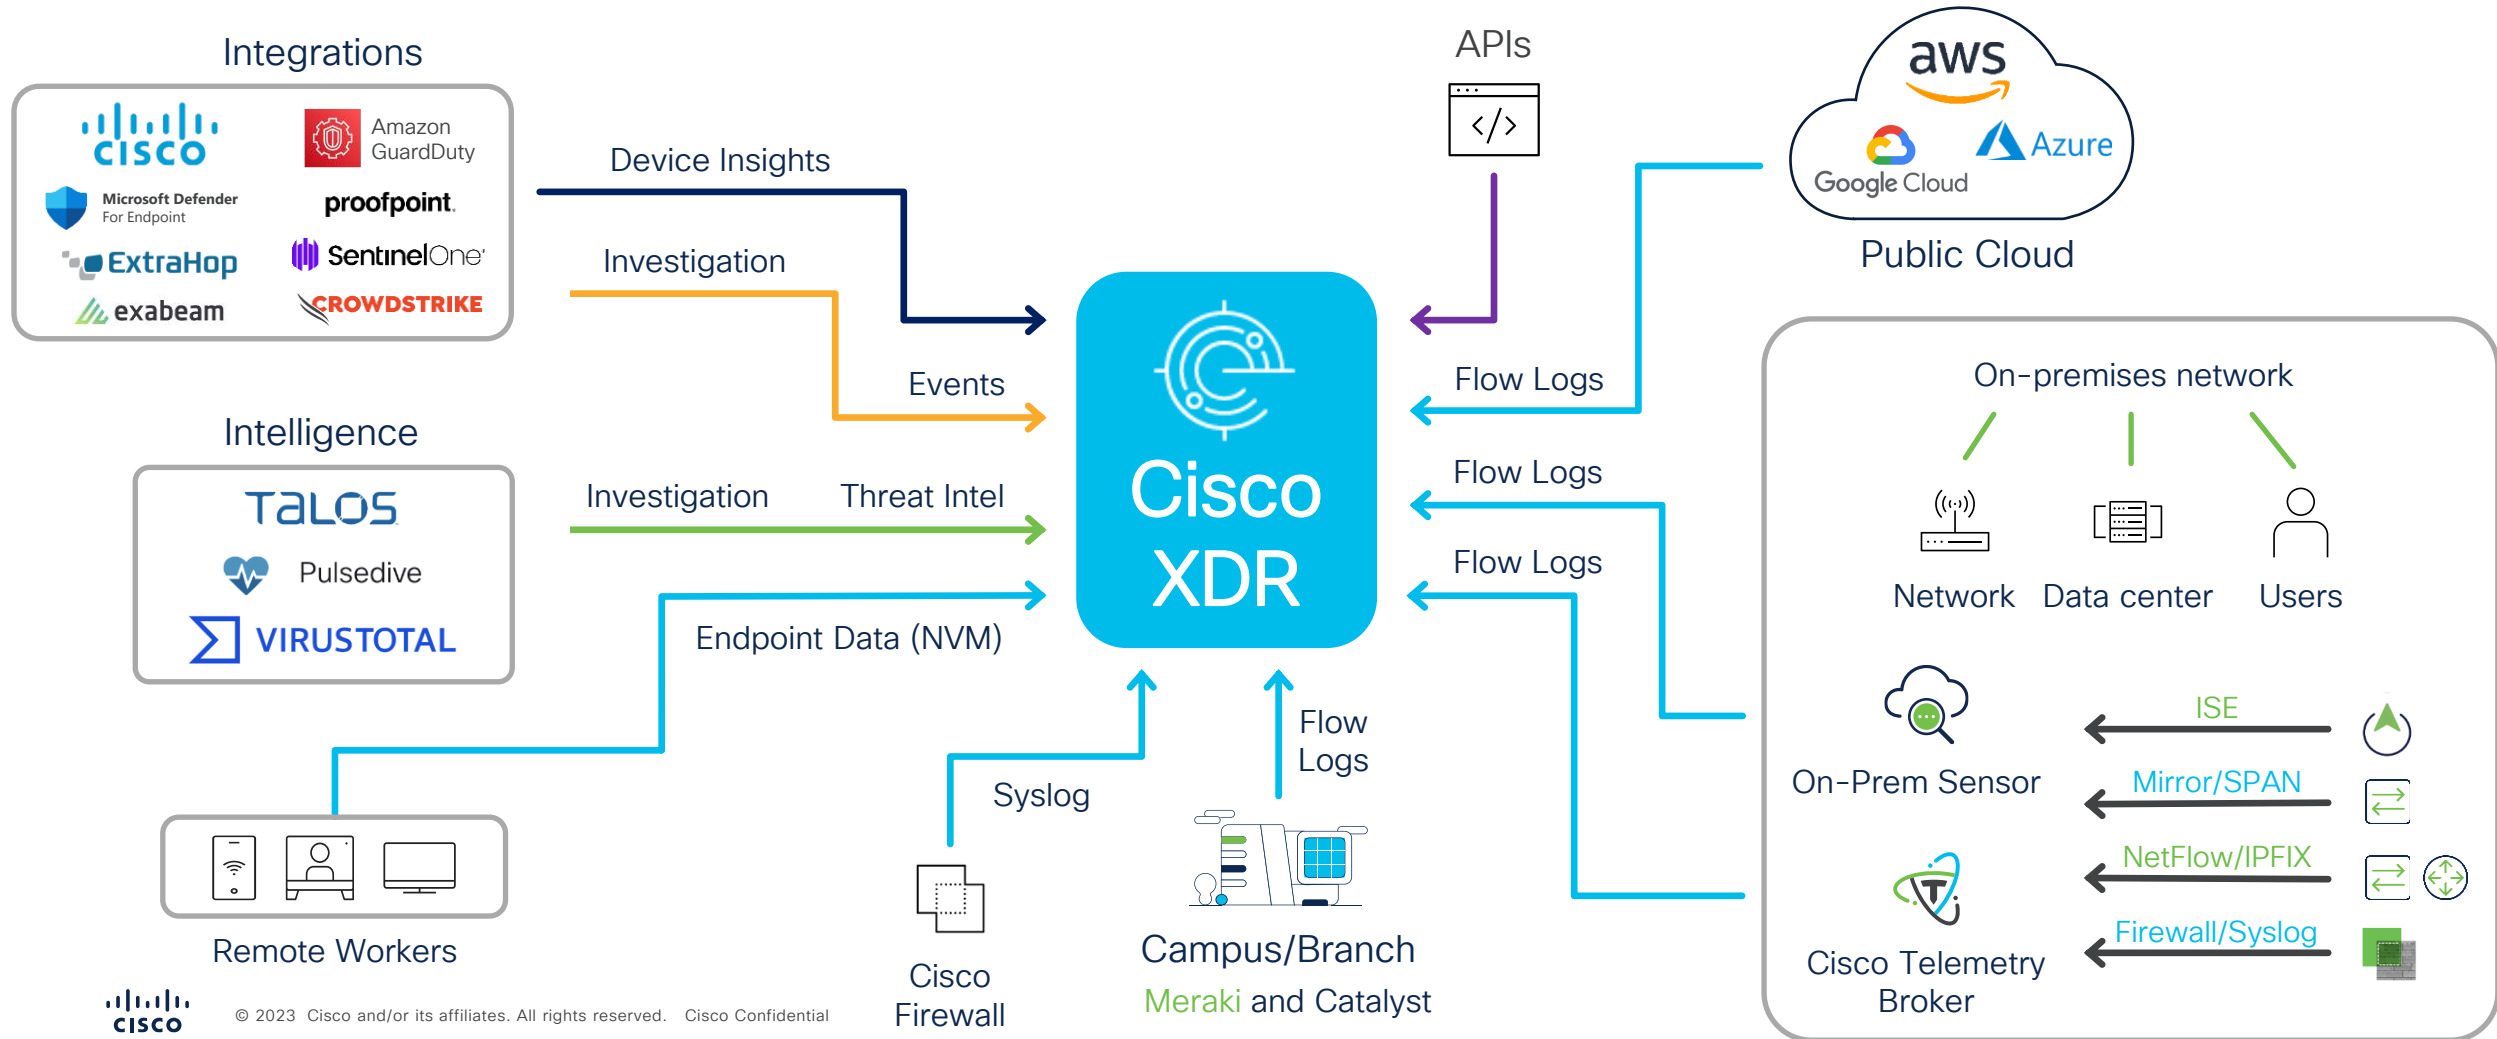 Integrations
CISCO
Amazon
GuardDuty
Microsoft Defender
For Endpoint
proofpoint.
ExtraHop
SentinelOne
exabeam
CROWDSTRIKE
Intelligence
TALOS
Pulsedive
VIRUSTOTAL
Remote Workers
Device Insights
Investigation
Events
Investigation
Threat Intel
Endpoint Data (NVM)
APIs
</>
Cisco
XDR
Syslog
Cisco
Firewall
Flow
Logs
Campus/Branch
Meraki and Catalyst
Flow Logs
Flow Logs
Flow Logs
aws
Google Cloud
Azure
Public Cloud
On-premises network
Network
Data center
Users
On-Prem Sensor
ISE
Mirror/SPAN
NetFlow/IPFIX
Firewall/Syslog
T
Cisco Telemetry
Broker
CISCO
© 2023 Cisco and/or its affiliates. All rights reserved. Cisco Confidential